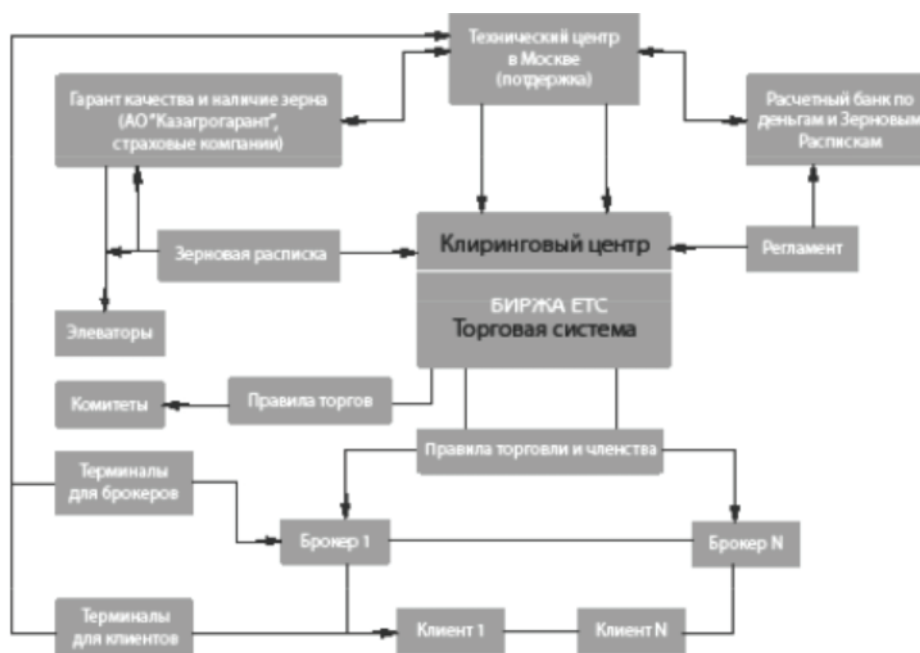 Технический центр
в Москве
(потдержка)
Гарант качества и наличие зерна
(АО "Казагрогарант",
страховые компании)
Расчетный банк по
деньгам и Зерновым
Распискам
Клиринговый центр
Зерновая расписка
Регламент
БИРЖА ЕТС
Торговая система
Элеваторы
Комитеты
Правила торгов
Правила торговли и членства
Терминалы
для брокеров
Брокер 1
Брокер N
Терминалы
для клиентов
Клиент 1
Клиент N